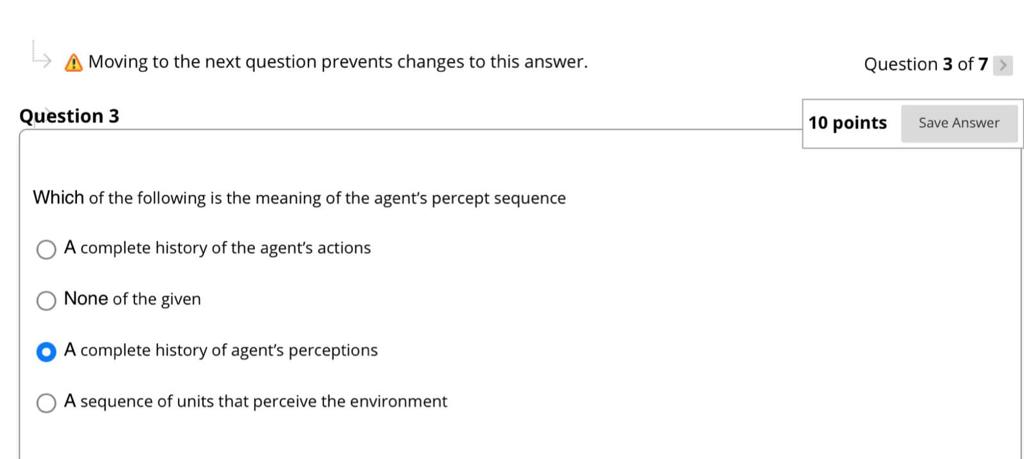 Moving to the next question prevents changes to this answer.
Question 3 of 7
Question 3
10 points
Save Answer
Which of the following is the meaning of the agent's percept sequence
A complete history of the agent's actions
None of the given
A complete history of agent's perceptions
A sequence of units that perceive the environment